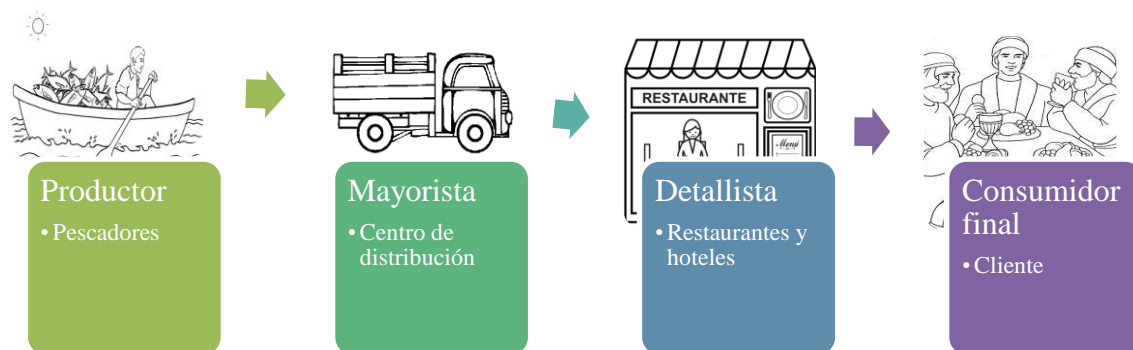 RESTAURANTE
Menú
Productor
• Pescadores
Mayorista
• Centro de
distribución
Detallista
• Restaurantes y
hoteles
Consumidor
final
• Cliente